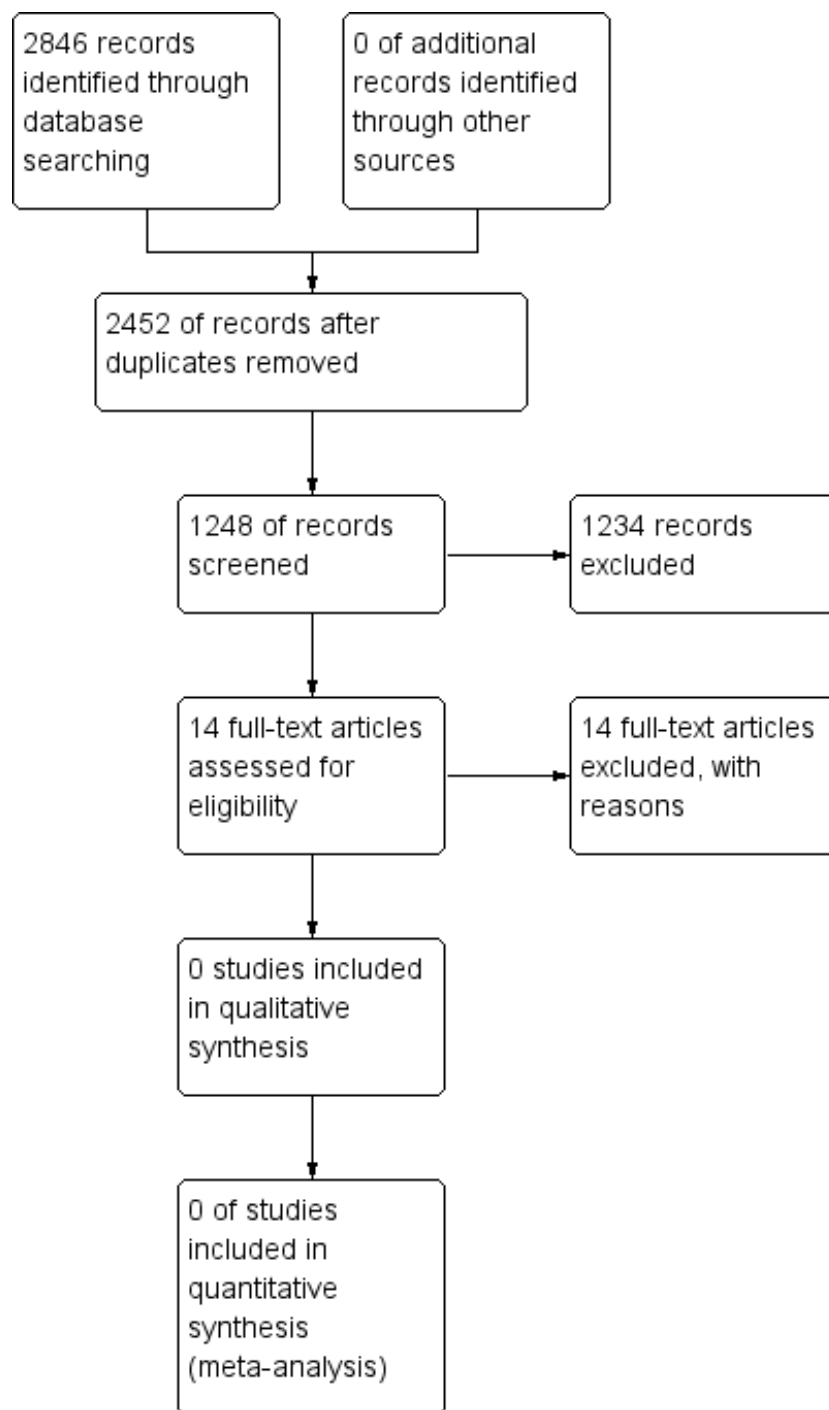 2846 records
identified through
database
searching
0 of additional
records identified
through other
sources
2452 of records after
duplicates removed
1248 of records
screened
1234 records
excluded
14 full-text articles
assessed for
eligibility
14 full-text articles
excluded, with
reasons
0 studies included
in qualitative
synthesis
0 of studies
included in
quantitative
synthesis
(meta-analysis)